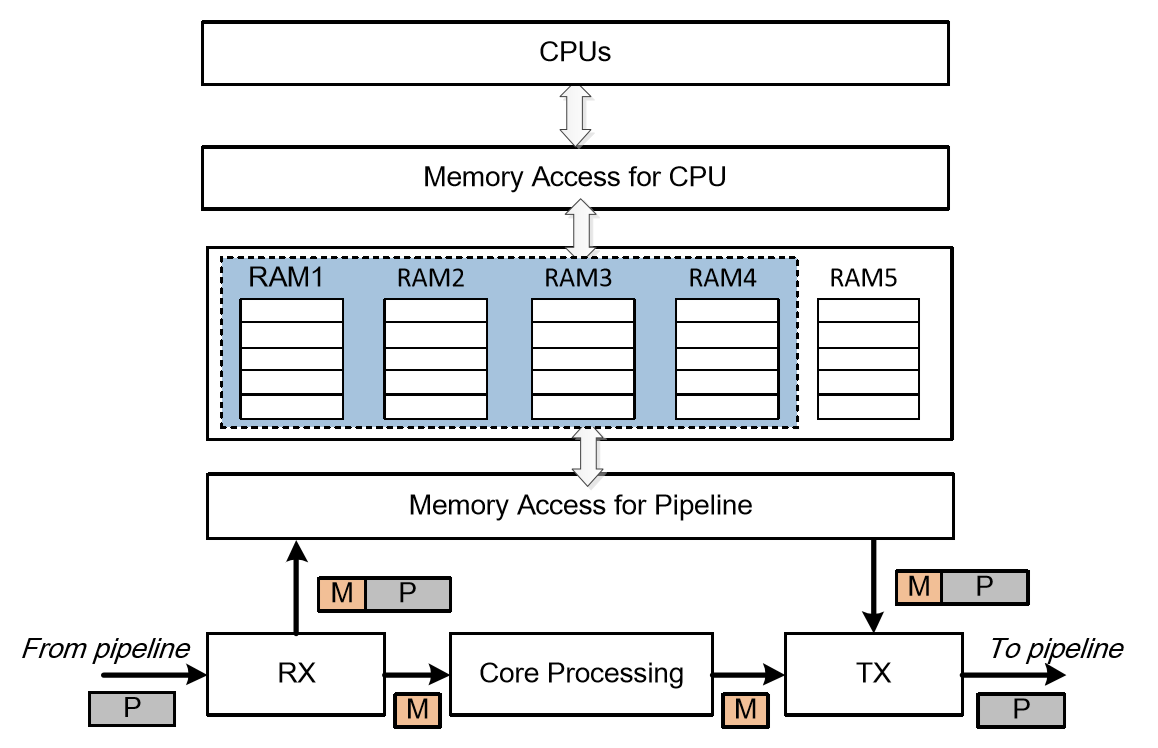 CPUs
Memory Access for CPU
RAM1 RAM2 RAM3 RAM4 RAM5
Memory Access for Pipeline
M P
M P
From pipeline
RX
Core Processing
TX
To pipeline
P
M
M
P